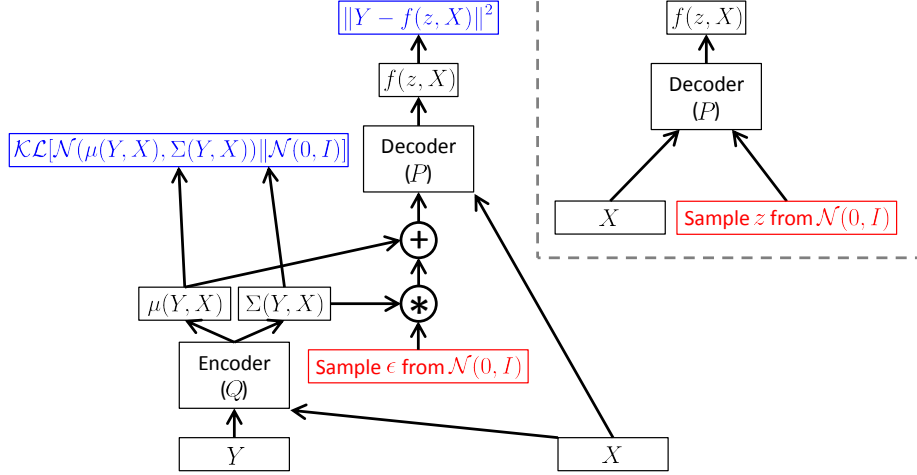 ∥Y − f(z, X)∥²
f(z, X)
Decoder
(P)
𝒦ℒ[𝒩(μ(Y, X), Σ(Y, X))∥𝒩(0, I)]
+
μ(Y, X)
Σ(Y, X)
*
Encoder
(Q)
Sample ϵ from 𝒩(0, I)
Y
X
f(z, X)
Decoder
(P)
X
Sample z from 𝒩(0, I)